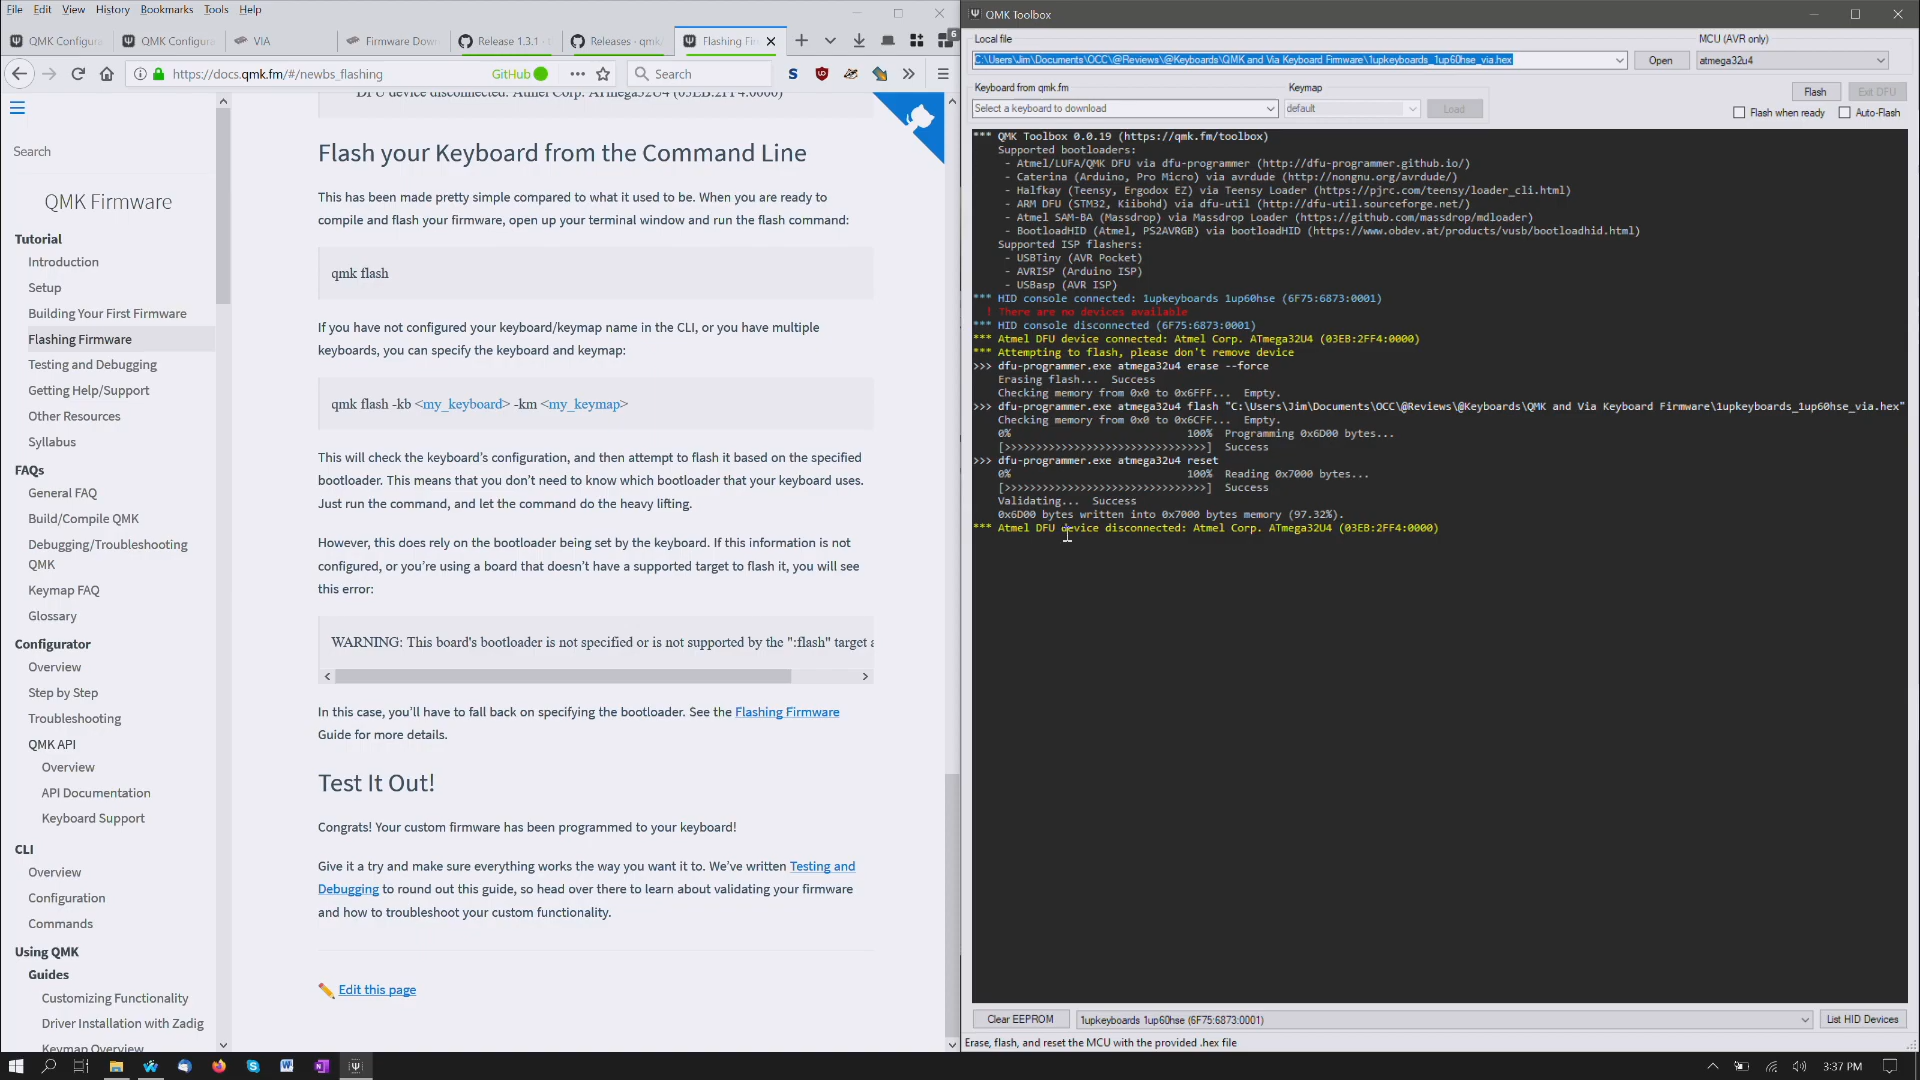 File Edit View History Bookmarks Tools Help
QMK Configura
QMK Configura
VIA
Firmware Dow
Release 1.3.1
Releases · qmk/
Flashing Fir
https://docs.qmk.fm/#/newbs_flashing
GitHub
Search
6
Search
QMK Firmware
Tutorial
Introduction
Setup
Building Your First Firmware
Flashing Firmware
Testing and Debugging
Getting Help/Support
Other Resources
Syllabus
FAQs
General FAQ
Build/Compile QMK
Debugging/Troubleshooting
QMK
Keymap FAQ
Glossary
Configurator
Overview
Step by Step
Troubleshooting
QMK API
Overview
API Documentation
Keyboard Support
CLI
Overview
Configuration
Commands
Using QMK
Guides
Customizing Functionality
Driver Installation with Zadig
Keymap Overview
DFU device disconnected: Atmel Corp. ATmega32U4 (03EB:2FF4:0000)
Flash your Keyboard from the Command Line
This has been made pretty simple compared to what it used to be. When you are ready to
compile and flash your firmware, open up your terminal window and run the flash command:
qmk flash
If you have not configured your keyboard/keymap name in the CLI, or you have multiple
keyboards, you can specify the keyboard and keymap:
qmk flash -kb <my_keyboard> -km <my_keymap>
This will check the keyboard's configuration, and then attempt to flash it based on the specified
bootloader. This means that you don't need to know which bootloader that your keyboard uses.
Just run the command, and let the command do the heavy lifting.
However, this does rely on the bootloader being set by the keyboard. If this information is not
configured, or you're using a board that doesn't have a supported target to flash it, you will see
this error:
WARNING: This board's bootloader is not specified or is not supported by the ":flash" target a
In this case, you'll have to fall back on specifying the bootloader. See the Flashing Firmware
Guide for more details.
Test It Out!
Congrats! Your custom firmware has been programmed to your keyboard!
Give it a try and make sure everything works the way you want it to. We've written Testing and
Debugging to round out this guide, so head over there to learn about validating your firmware
and how to troubleshoot your custom functionality.
Edit this page
QMK Toolbox
Local file
MCU (AVR only)
C:\Users\Jim\Documents\OCC\@Reviews\@Keyboards\QMK and Via Keyboard Firmware\1upkeyboards_1up60hse_via.hex
Open
atmega32u4
Keyboard from qmk.fm
Keymap
Select a keyboard to download
default
Load
Flash
Exit DFU
Flash when ready
Auto-Flash
*** QMK Toolbox 0.0.19 (https://qmk.fm/toolbox)
Supported bootloaders:
- Atmel/LUFA/QMK DFU via dfu-programmer (http://dfu-programmer.github.io/)
- Caterina (Arduino, Pro Micro) via avrdude (http://nongnu.org/avrdude/)
- Halfkay (Teensy, Ergodox EZ) via Teensy Loader (https://pjrc.com/teensy/loader_cli.html)
- ARM DFU (STM32, Kiibohd) via dfu-util (http://dfu-util.sourceforge.net/)
- Atmel SAM-BA (Massdrop) via Massdrop Loader (https://github.com/massdrop/mdloader)
- BootloadHID (Atmel, PS2AVRGB) via bootloadHID (https://www.obdev.at/products/vusb/bootloadhid.html)
Supported ISP flashers:
- USBTiny (AVR Pocket)
- AVRISP (Arduino ISP)
- USBasp (AVR ISP)
*** HID console connected: 1upkeyboards 1up60hse (6F75:6873:0001)
! There are no devices available
*** HID console disconnected (6F75:6873:0001)
*** Atmel DFU device connected: Atmel Corp. ATmega32U4 (03EB:2FF4:0000)
*** Attempting to flash, please don't remove device
>>> dfu-programmer.exe atmega32u4 erase --force
Erasing flash... Success
Checking memory from 0x0 to 0x6FFF... Empty.
>>> dfu-programmer.exe atmega32u4 flash "C:\Users\Jim\Documents\OCC\@Reviews\@Keyboards\QMK and Via Keyboard Firmware\1upkeyboards_1up60hse_via.hex"
Checking memory from 0x0 to 0x6CFF... Empty.
0% 100% Programming 0x6D00 bytes...
[>>>>>>>>>>>>>>>>>>>>>>>>>>>>>>>>] Success
>>> dfu-programmer.exe atmega32u4 reset
0% 100% Reading 0x7000 bytes...
[>>>>>>>>>>>>>>>>>>>>>>>>>>>>>>>>] Success
Validating... Success
0x6D00 bytes written into 0x7000 bytes memory (97.32%).
*** Atmel DFU device disconnected: Atmel Corp. ATmega32U4 (03EB:2FF4:0000)
Clear EEPROM
1upkeyboards 1up60hse (6F75:6873:0001)
List HID Devices
Erase, flash, and reset the MCU with the provided .hex file
3:37 PM